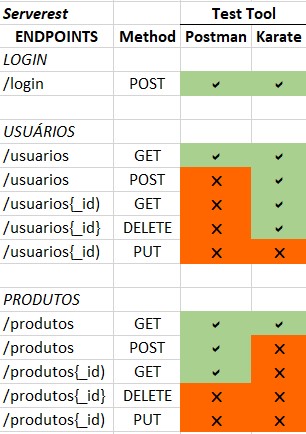 Serverest Test Tool
ENDPOINTS Method Postman Karate
LOGIN
/login POST ✓ ✓
USUÁRIOS
/usuarios GET ✓ ✓
/usuarios POST X ✓
/usuarios{_id) GET X ✓
/usuarios{_id} DELETE X ✓
/usuarios{_id) PUT X X
PRODUTOS
/produtos GET ✓ ✓
/produtos POST ✓ X
/produtos{_id) GET ✓ X
/produtos{_id} DELETE X X
/produtos{_id) PUT X X